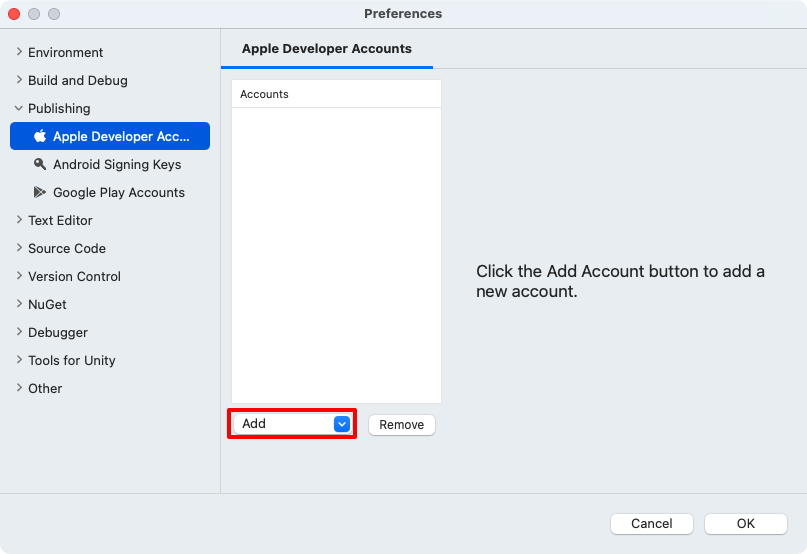 Preferences
Environment
Build and Debug
Publishing
Apple Developer Acc...
Android Signing Keys
Google Play Accounts
Text Editor
Source Code
Version Control
NuGet
Debugger
Tools for Unity
Other
Apple Developer Accounts
Accounts
Add
Remove
Click the Add Account button to add a
new account.
Cancel
OK